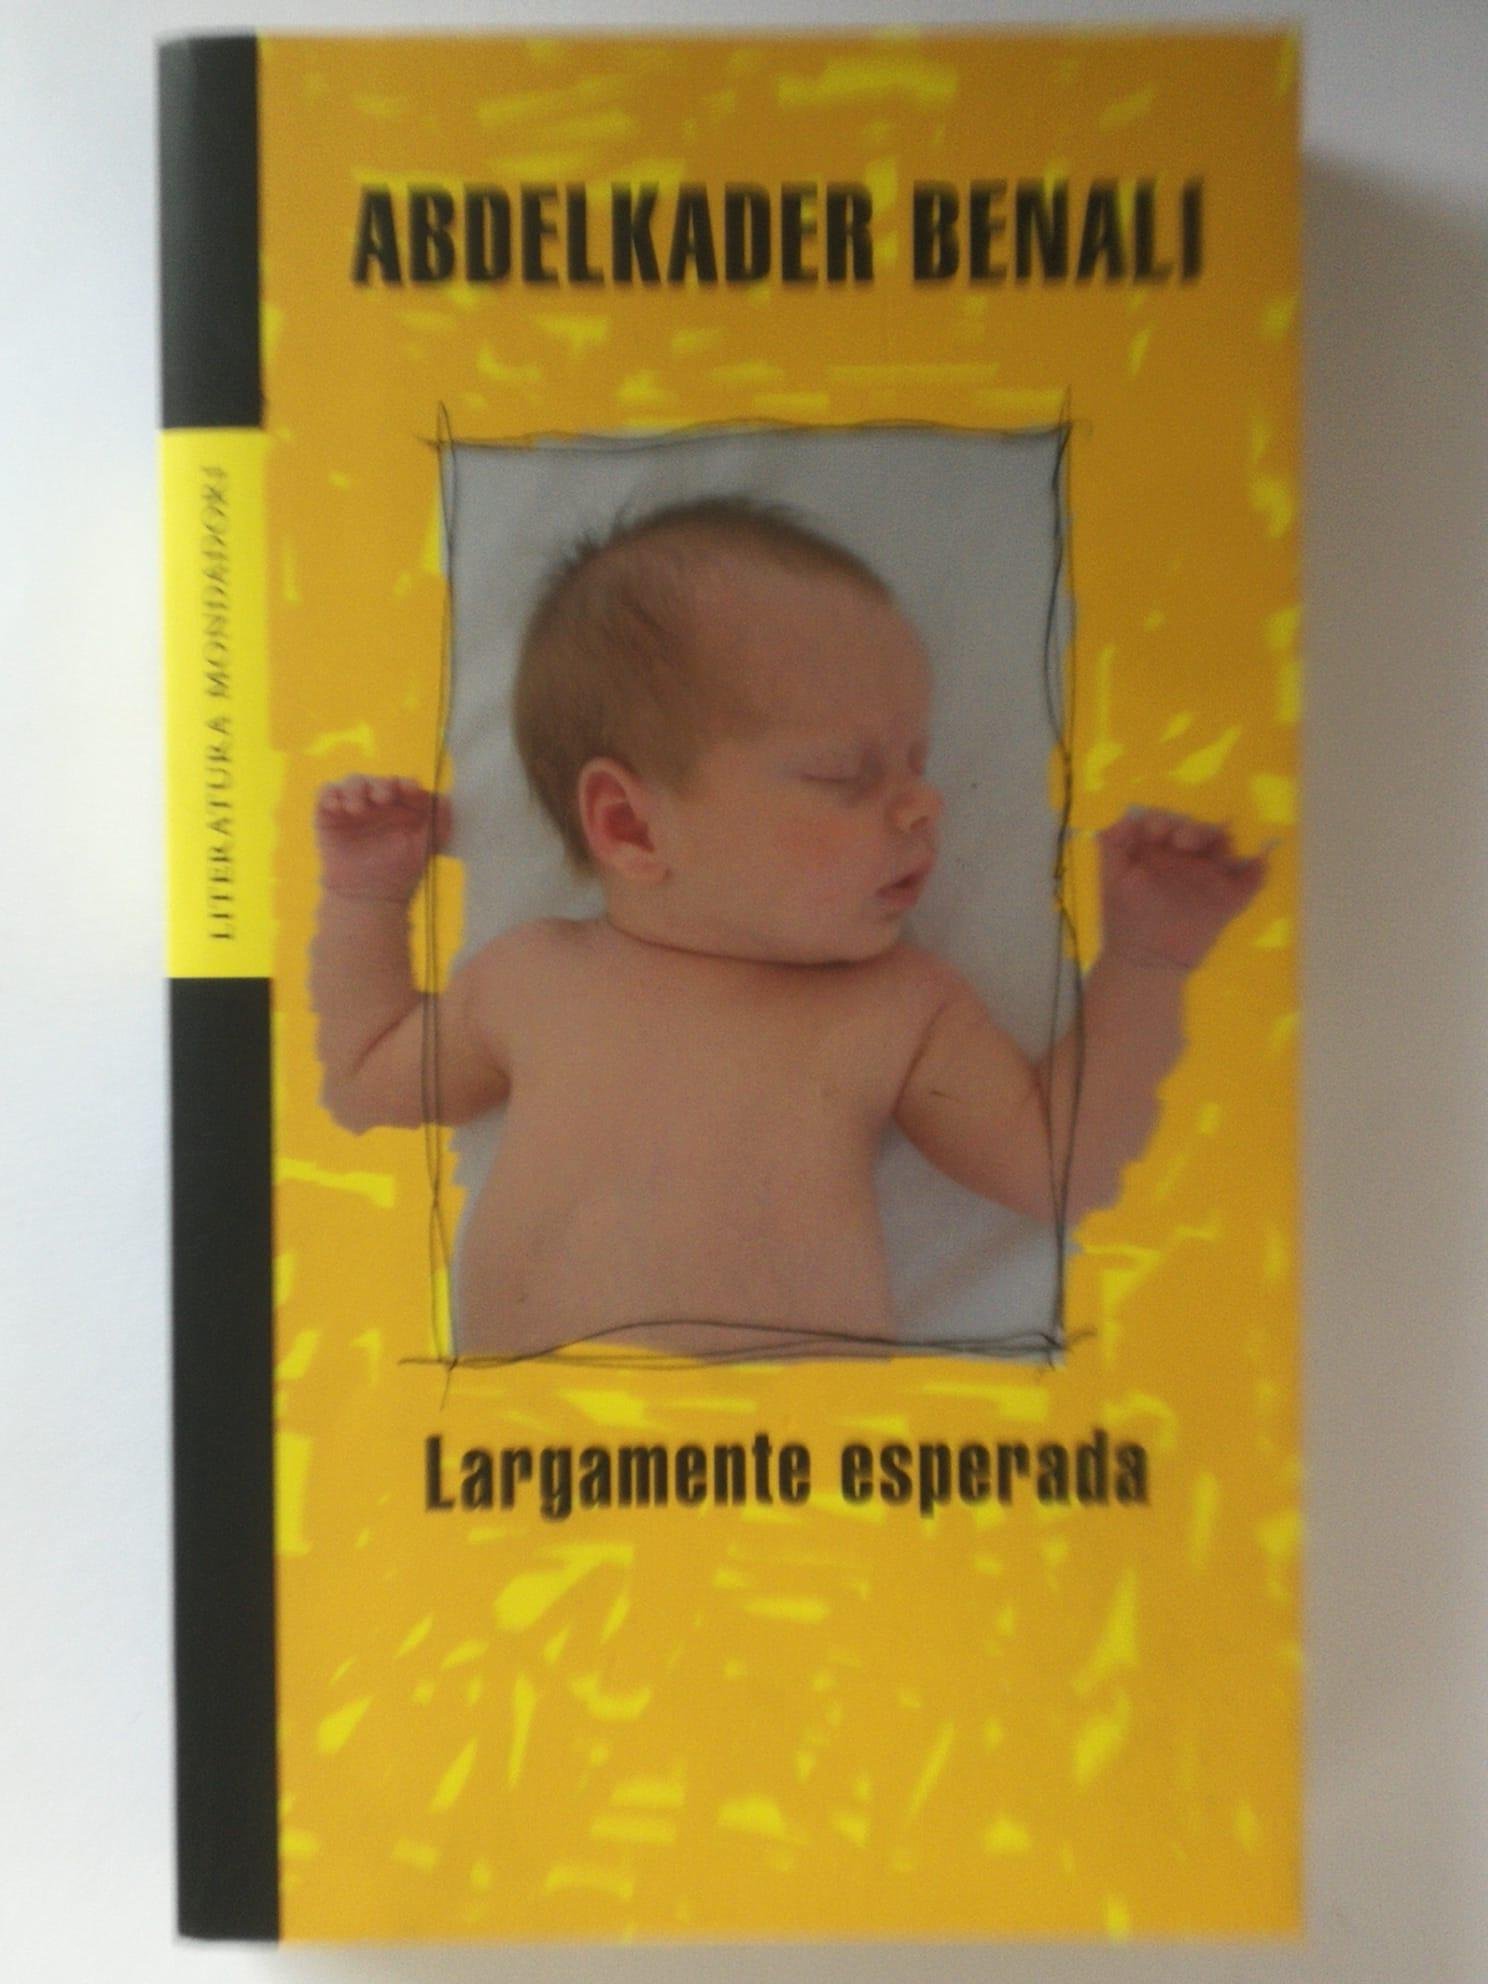 ABDELKADER BENALI
LITERATURA MONDADORI
Largamente esperada